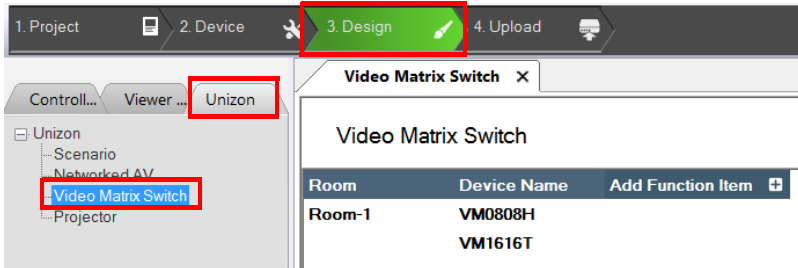 1. Project
2. Device
3. Design
4. Upload
Controll...
Viewer ...
Unizon
Unizon
Scenario
Networked AV
Video Matrix Switch
Projector
Video Matrix Switch X
Video Matrix Switch
Room Device Name Add Function Item
Room-1 VM0808H
VM1616T